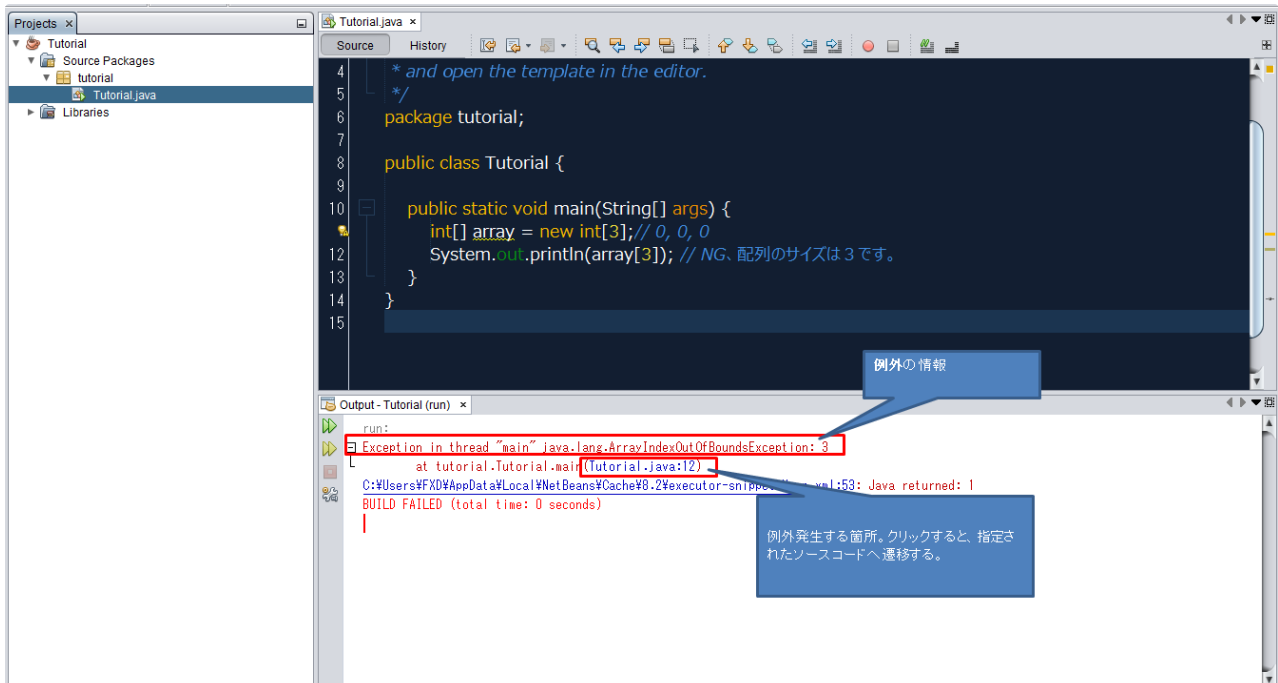 Projects ×
Tutorial
Source Packages
tutorial
Tutorial.java
Libraries
Tutorial.java ×
Source History
4 * and open the template in the editor.
5 */
6 package tutorial;
7
8 public class Tutorial {
9
10 public static void main(String[] args) {
int[] array = new int[3];// 0, 0, 0
12 System.out.println(array[3]); // NG、配列のサイズは３です。
13 }
14 }
15
例外の情報
Output - Tutorial (run) ×
run:
Exception in thread "main" java.lang.ArrayIndexOutOfBoundsException: 3
at tutorial.Tutorial.main(Tutorial.java:12)
C:¥Users¥FXD¥AppData¥Local¥NetBeans¥Cache¥8.2¥executor-snippets¥run.xml:53: Java returned: 1
BUILD FAILED (total time: 0 seconds)
例外発生する箇所。クリックすると、指定さ
れたソースコードへ遷移する。